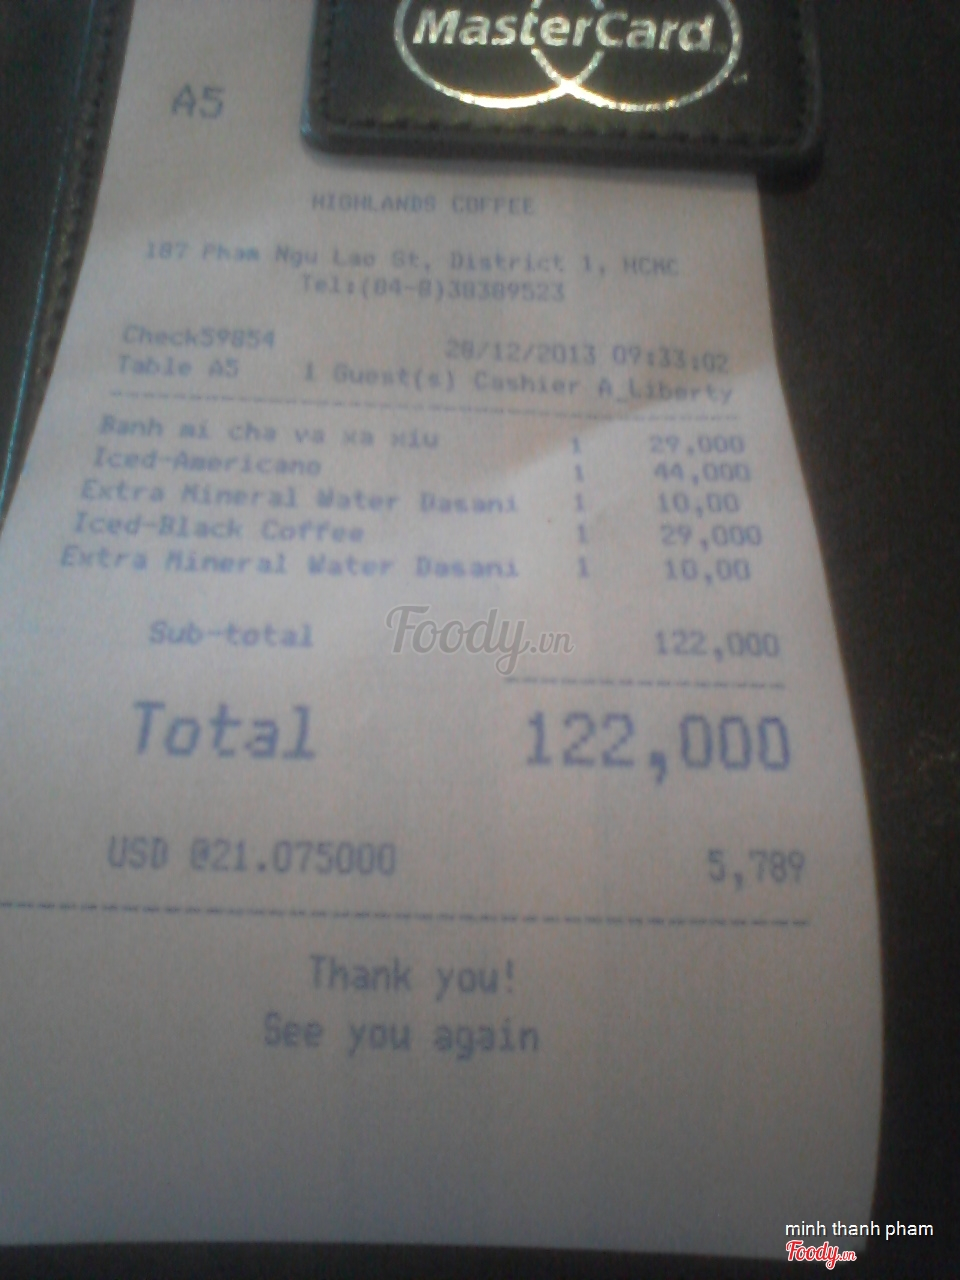 MasterCard
A5
HIGHLANDS COFFEE
187 Pham Ngu Lao St, District 1, HCMC
Tel:(84-8)38389523
Check59854 28/12/2013 09:33:02
Table A5 1 Guest(s) Cashier A_Liberty
Banh mi cha va xa xiu 1 29,000
Iced-Americano 1 44,000
Extra Mineral Water Dasani 1 10,00
Iced-Black Coffee 1 29,000
Extra Mineral Water Dasani 1 10,00
Sub-total 122,000
Foody.vn
Total 122,000
USD @21.075000 5,789
Thank you!
See you again
minh thanh pham
Foody.vn